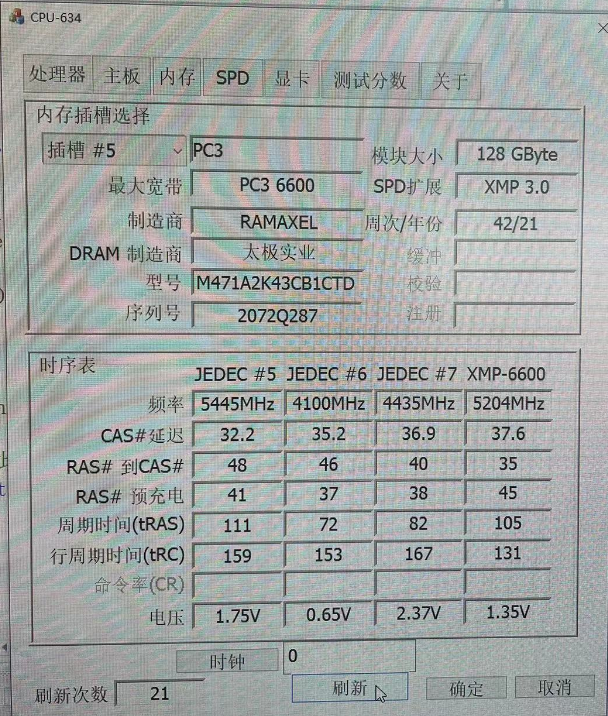 CPU-634
处理器 主板 内存 SPD 显卡 测试分数 关于
内存插槽选择
插槽 #5 PC3 模块大小 128 GByte
最大宽带 PC3 6600 SPD扩展 XMP 3.0
制造商 RAMAXEL 周次/年份 42/21
DRAM 制造商 太极实业 缓冲
型号 M471A2K43CB1CTD 校验
序列号 2072Q287 注册
时序表
JEDEC #5 JEDEC #6 JEDEC #7 XMP-6600
频率 5445MHz 4100MHz 4435MHz 5204MHz
CAS#延迟 32.2 35.2 36.9 37.6
RAS# 到CAS# 48 46 40 35
RAS# 预充电 41 37 38 45
周期时间(tRAS) 111 72 82 105
行周期时间(tRC) 159 153 167 131
命令率(CR)
电压 1.75V 0.65V 2.37V 1.35V
时钟 0
刷新次数 21 刷新 确定 取消